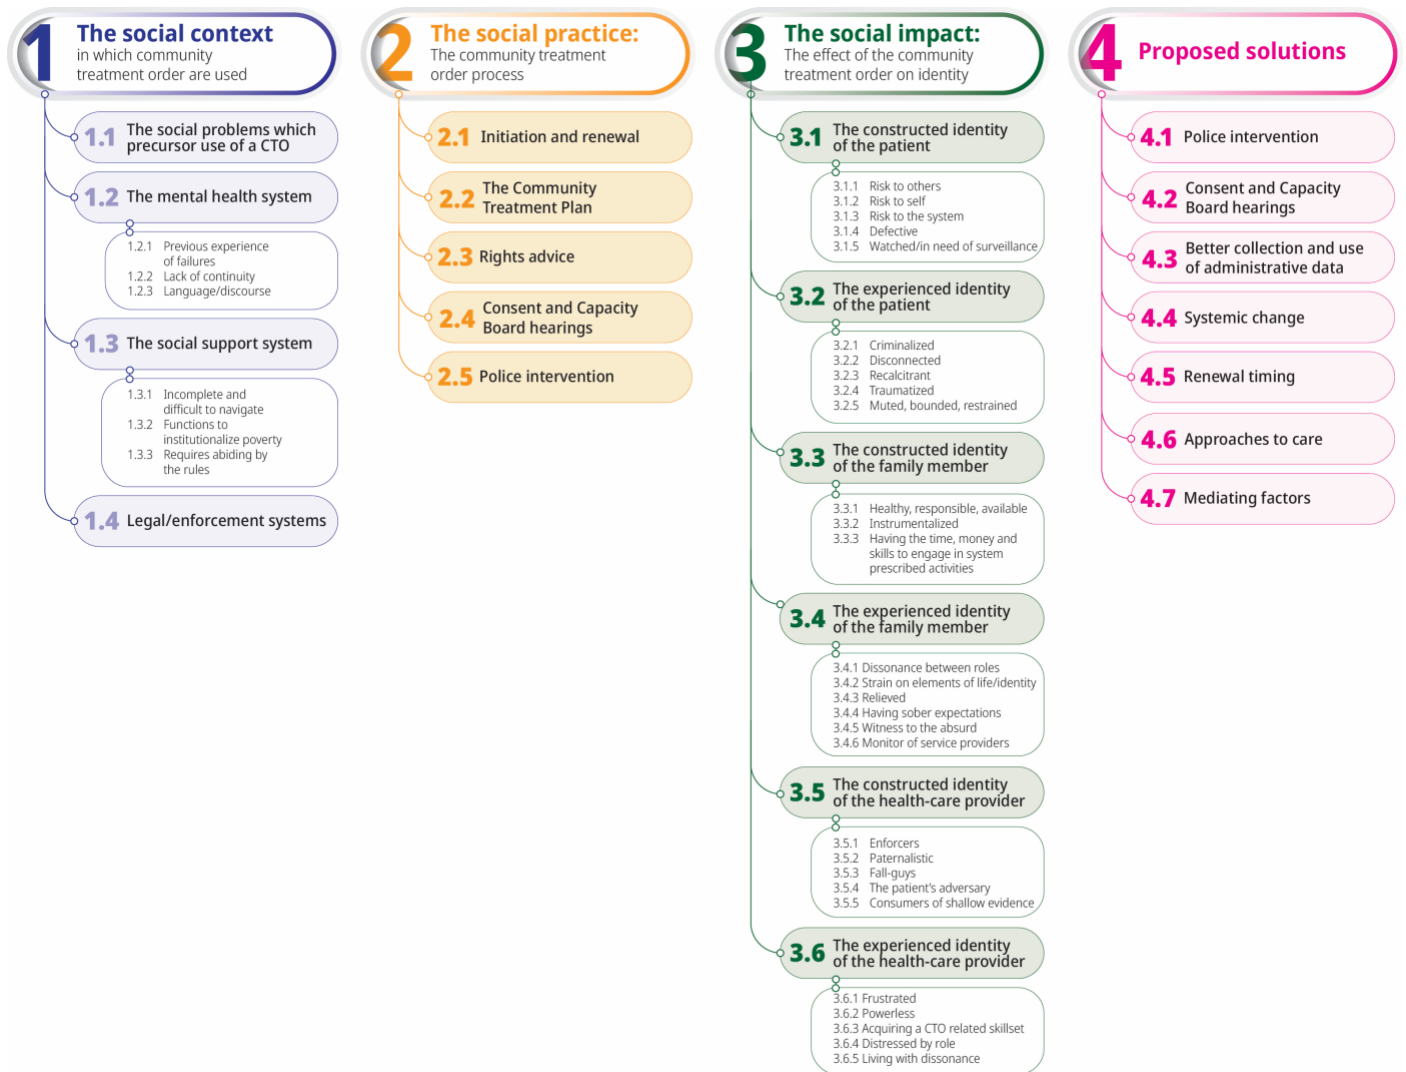 1
The social context
in which community
treatment order are used
1.1
The social problems which
precursor use of a CTO
1.2 The mental health system
1.2.1 Previous experience
of failures
1.2.2 Lack of continuity
1.2.3 Language/discourse
1.3 The social support system
1.3.1 Incomplete and
difficult to navigate
1.3.2 Functions to
institutionalize poverty
1.3.3 Requires abiding by
the rules
1.4 Legal/enforcement systems
2
The social practice:
The community treatment
order process
2.1 Initiation and renewal
2.2
The Community
Treatment Plan
2.3 Rights advice
2.4
Consent and Capacity
Board hearings
2.5 Police intervention
3
The social impact:
The effect of the community
treatment order on identity
3.1
The constructed identity
of the patient
3.1.1 Risk to others
3.1.2 Risk to self
3.1.3 Risk to the system
3.1.4 Defective
3.1.5 Watched/in need of surveillance
3.2
The experienced identity
of the patient
3.2.1 Criminalized
3.2.2 Disconnected
3.2.3 Recalcitrant
3.2.4 Traumatized
3.2.5 Muted, bounded, restrained
3.3
The constructed identity
of the family member
3.3.1 Healthy, responsible, available
3.3.2 Instrumentalized
3.3.3 Having the time, money and
skills to engage in system
prescribed activities
3.4
The experienced identity
of the family member
3.4.1 Dissonance between roles
3.4.2 Strain on elements of life/identity
3.4.3 Relieved
3.4.4 Having sober expectations
3.4.5 Witness to the absurd
3.4.6 Monitor of service providers
3.5
The constructed identity
of the health-care provider
3.5.1 Enforcers
3.5.2 Paternalistic
3.5.3 Fall-guys
3.5.4 The patient's adversary
3.5.5 Consumers of shallow evidence
3.6
The experienced identity
of the health-care provider
3.6.1 Frustrated
3.6.2 Powerless
3.6.3 Acquiring a CTO related skillset
3.6.4 Distressed by role
3.6.5 Living with dissonance
4
Proposed solutions
4.1 Police intervention
4.2
Consent and Capacity
Board hearings
4.3
Better collection and use
of administrative data
4.4 Systemic change
4.5 Renewal timing
4.6 Approaches to care
4.7 Mediating factors